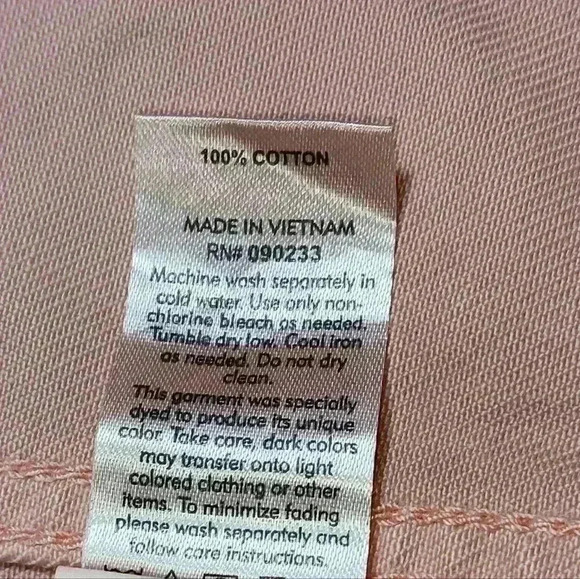 100% COTTON
MADE IN VIETNAM
RN# 090233
Machine wash separately in
cold water. Use only non-
chlorine bleach as needed.
Tumble dry low. Cool iron
as needed. Do not dry
clean.
This garment was specially
dyed to produce its unique
color. Take care, dark colors
may transfer onto light
colored clothing or other
items. To minimize fading
please wash separately and
follow care instructions.